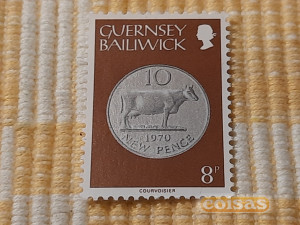 GUERNSEY
BAILIWICK
10
1970
NEW PENCE
8P
COURVOISIER
coisas